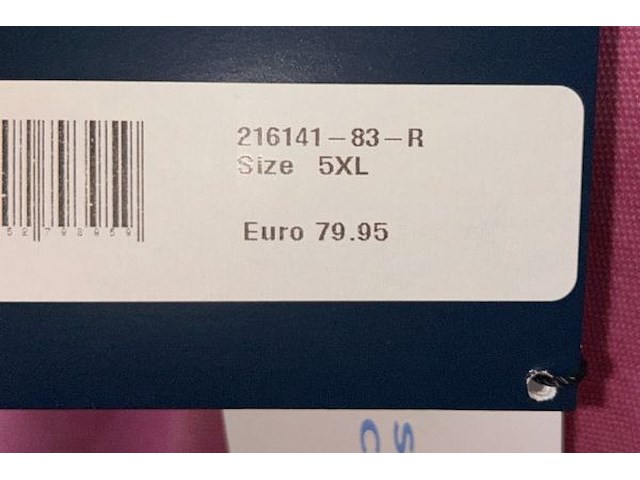 216141-83-R
Size 5XL
Euro 79.95
S
C